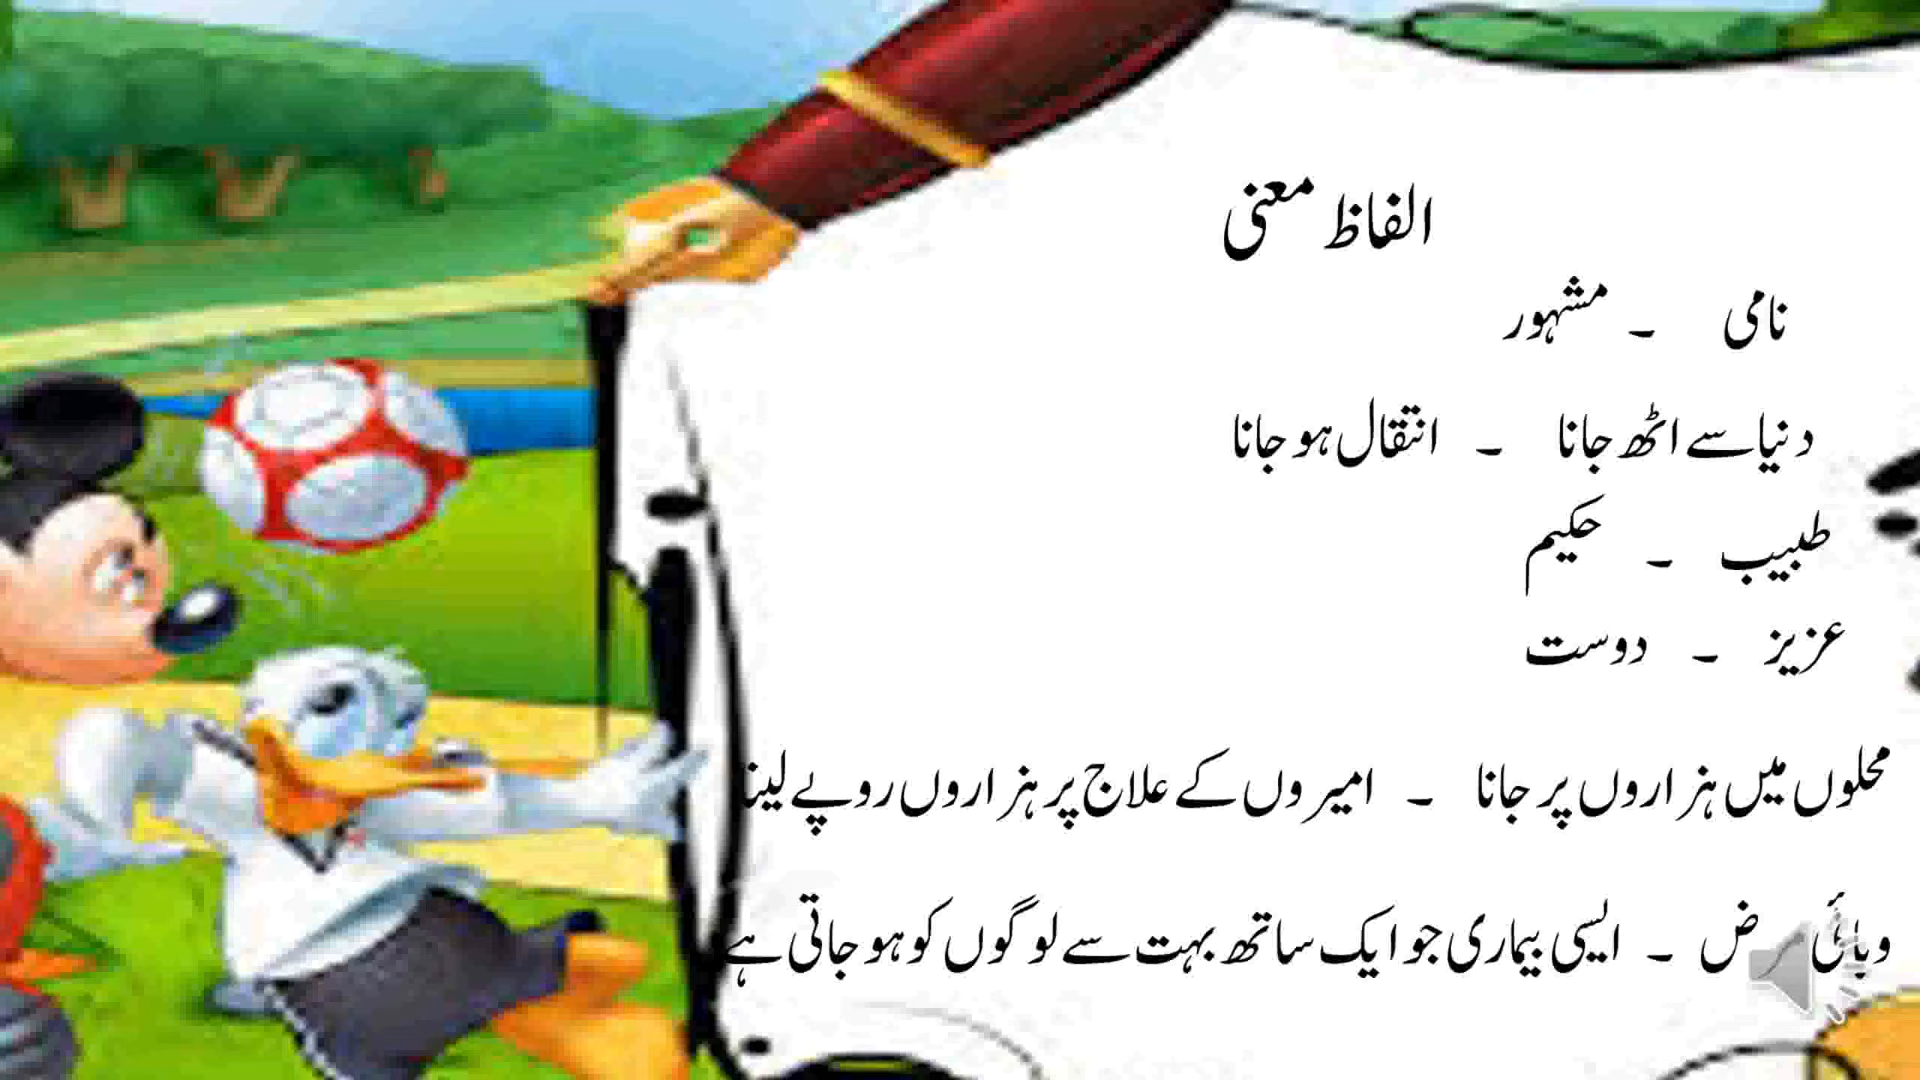 الفاظ معنی
نامی ۔ مشہور
دنیا سے اٹھ جانا ۔ انتقال ہو جانا
طبیب ۔ حکیم
عزیز ۔ دوست
محلوں میں ہزاروں پر جانا ۔ امیروں کے علاج پر ہزاروں روپے لینا
وبائی ۔ ایسی بیماری جو ایک ساتھ بہت سے لوگوں کو ہو جاتی ہے